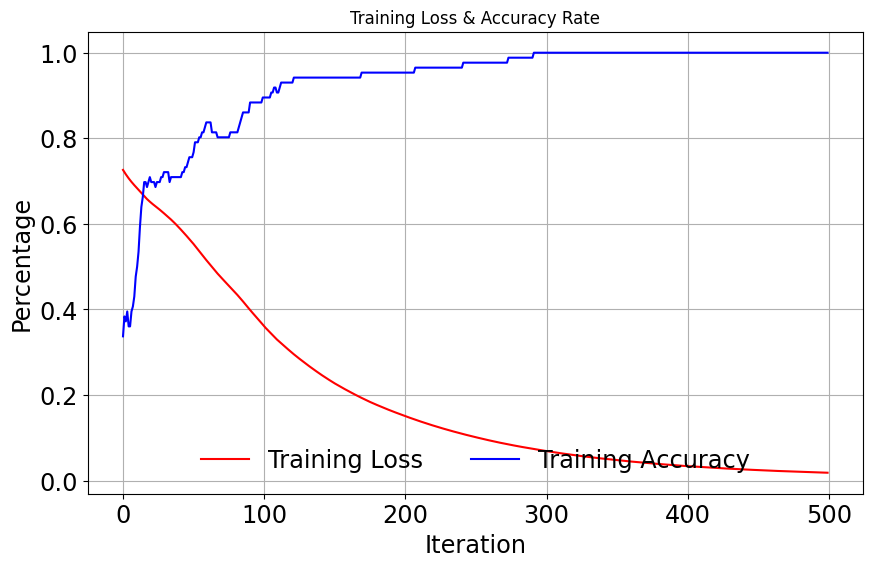 Training Loss & Accuracy Rate
1.0
0.8
0.6
0.4
0.2
0.0
Percentage
Training Loss Training Accuracy
0 100 200 300 400 500
Iteration